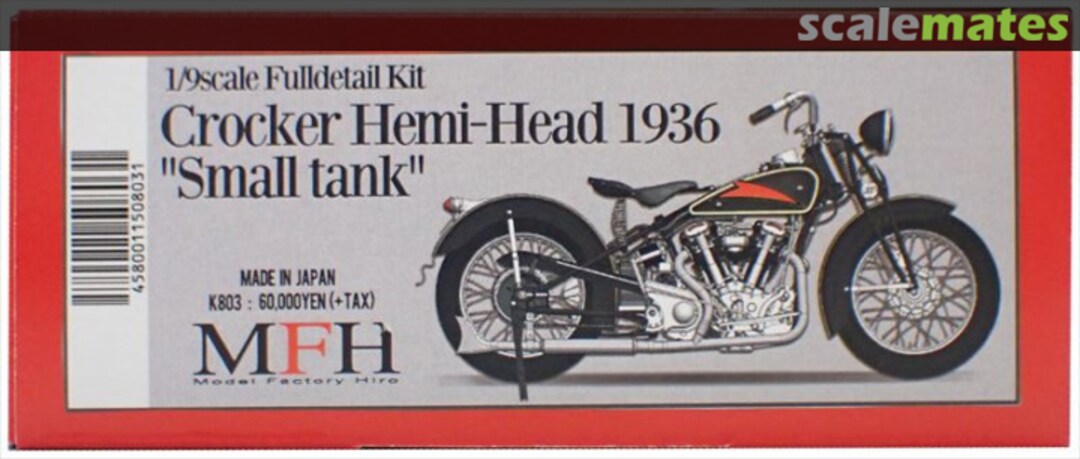 scalemates
1/9scale Fulldetail Kit
Crocker Hemi-Head 1936
"Small tank"
4580011508031
MADE IN JAPAN
K803 : 60,000YEN (+TAX)
MFH
Model Factory Hiro